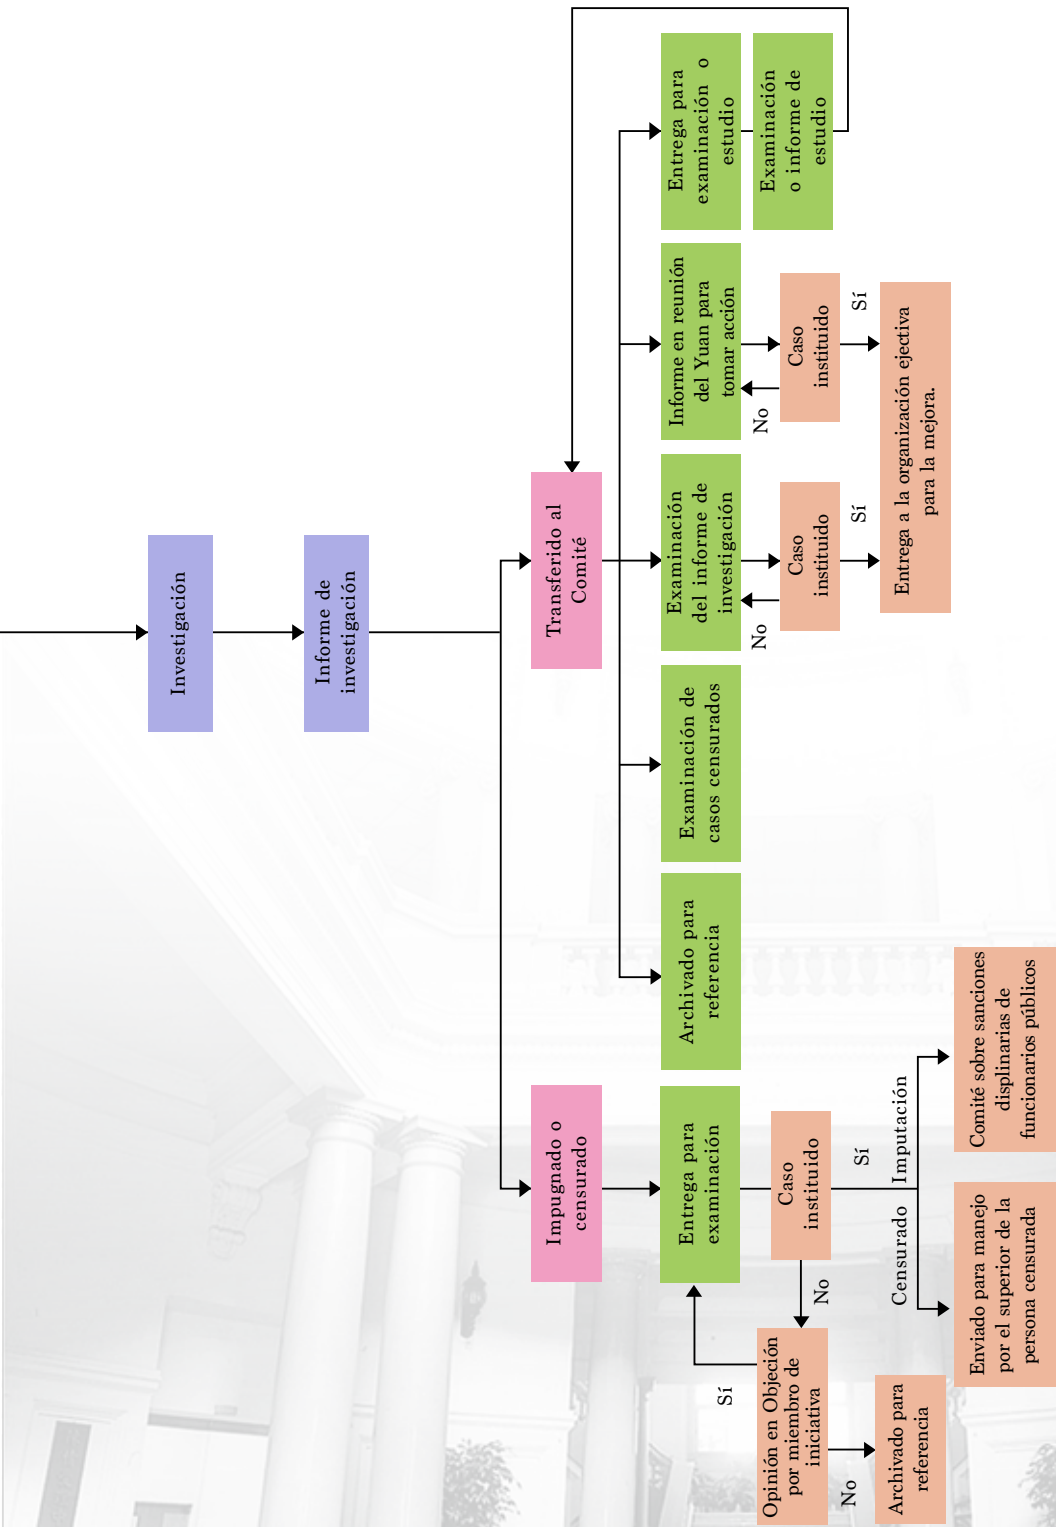 Investigación
Informe de
investigación
Impugnado o
censurado
Transferido al
Comité
Entrega para
examinación
Archivado para
referencia
Examinación de
casos censurados
Examinación
del informe de
investigación
Informe en reunión
del Yuan para
tomar acción
Entrega para
examinación o
estudio
Examinación
o informe de
estudio
Sí
Opinión en Objeción
por miembro de
iniciativa
No
Caso
instituido
Sí
No
Caso
instituido
Sí
No
Caso
instituido
Sí
No
Archivado para
referencia
Censurado
Imputación
Entrega a la organización ejectiva
para la mejora.
Enviado para manejo
por el superior de la
persona censurada
Comité sobre sanciones
displinarias de
funcionarios públicos